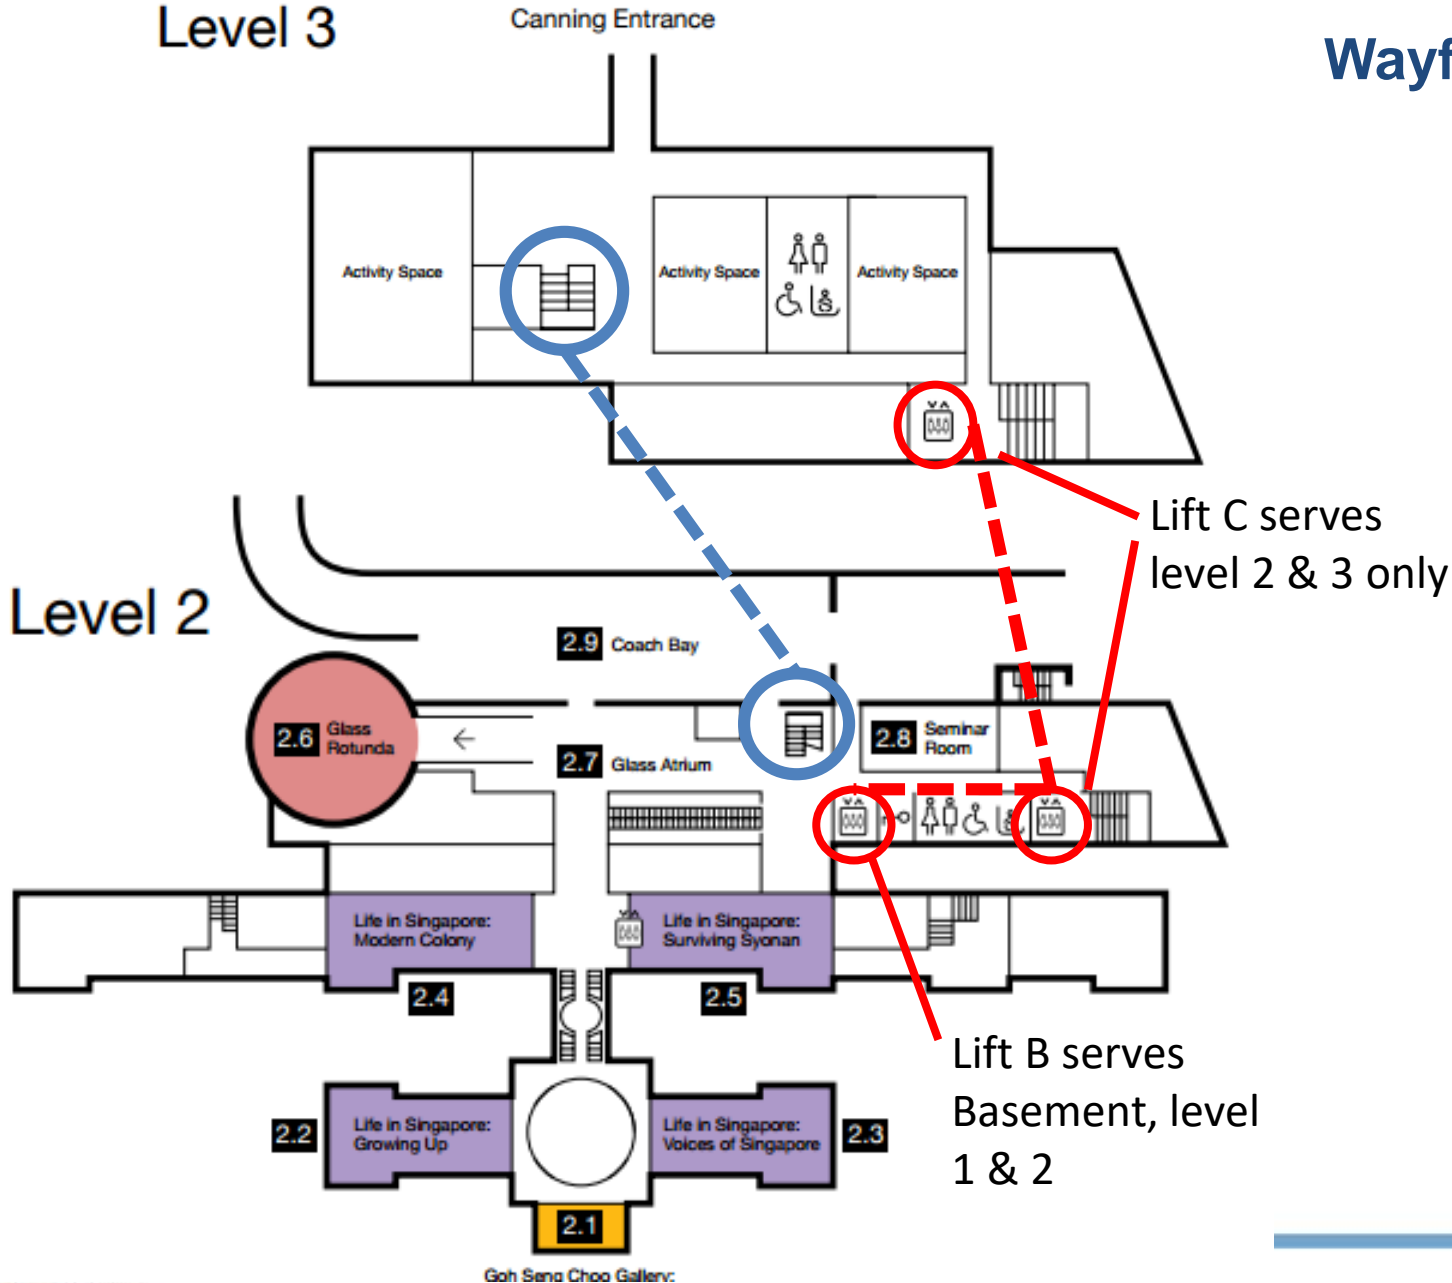 Level 3
Canning Entrance
Wayf
Activity Space
Activity Space
Activity Space
Lift C serves
level 2 & 3 only
Level 2
2.9 Coach Bay
2.6 Glass
Rotunda
2.7 Glass Atrium
2.8 Seminar
Room
Life in Singapore:
Modern Colony
Life in Singapore:
Surviving Syonan
2.4
2.5
Lift B serves
Basement, level
1 & 2
2.2
Life in Singapore:
Growing Up
Life in Singapore:
Voices of Singapore
2.3
2.1
Goh Seng Choo Gallery: